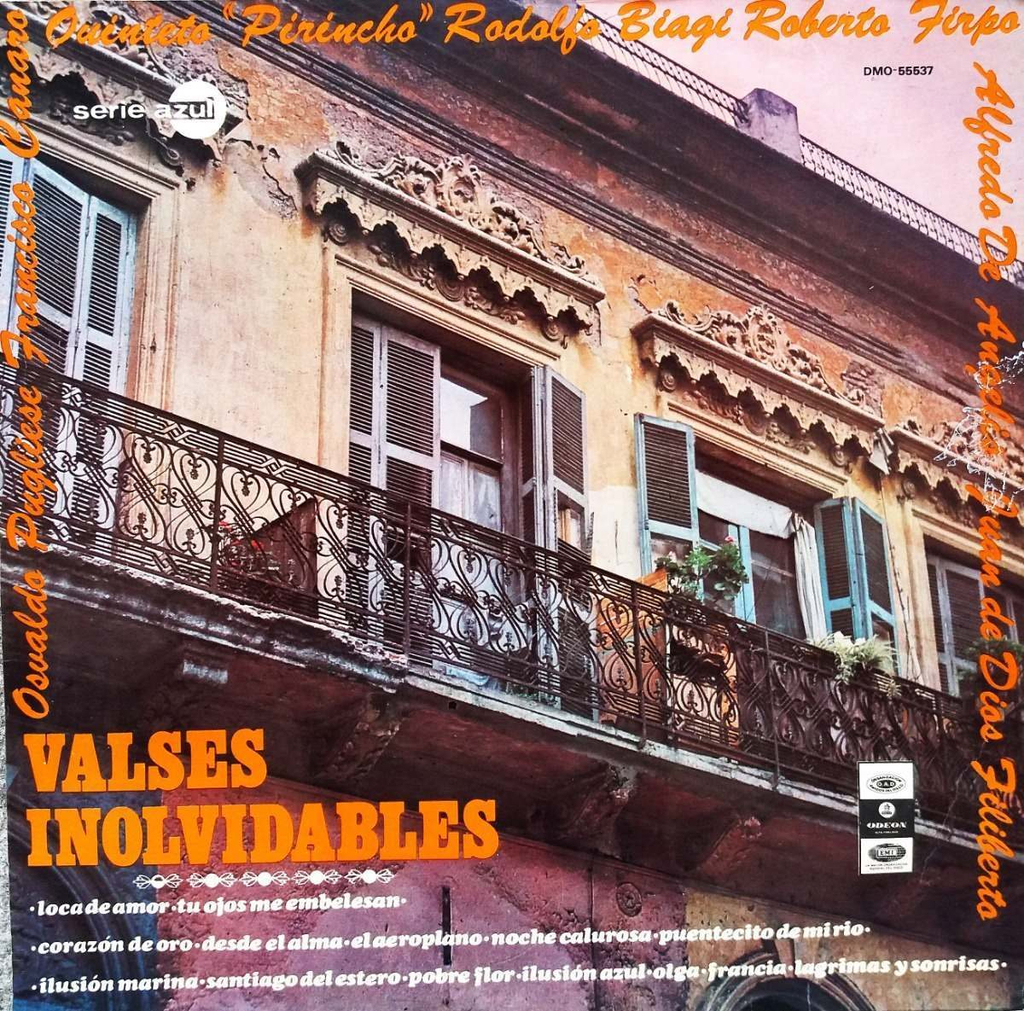 Quinteto "Pirincho" Rodolfo Biagi Roberto Firpo
Alfredo De Angelis Juan de Dios Filiberto
Osvaldo Pugliese Francisco Canaro
DMO-55537
serie azul
VALSES
INOLVIDABLES
·loca de amor·tu ojos me embelesan·
·corazón de oro·desde el alma·el aeroplano·noche calurosa·puentecito de mi rio·
·ilusión marina·santiago del estero·pobre flor·ilusión azul·olga·francia·lagrimas y sonrisas·
ODEON
EMI